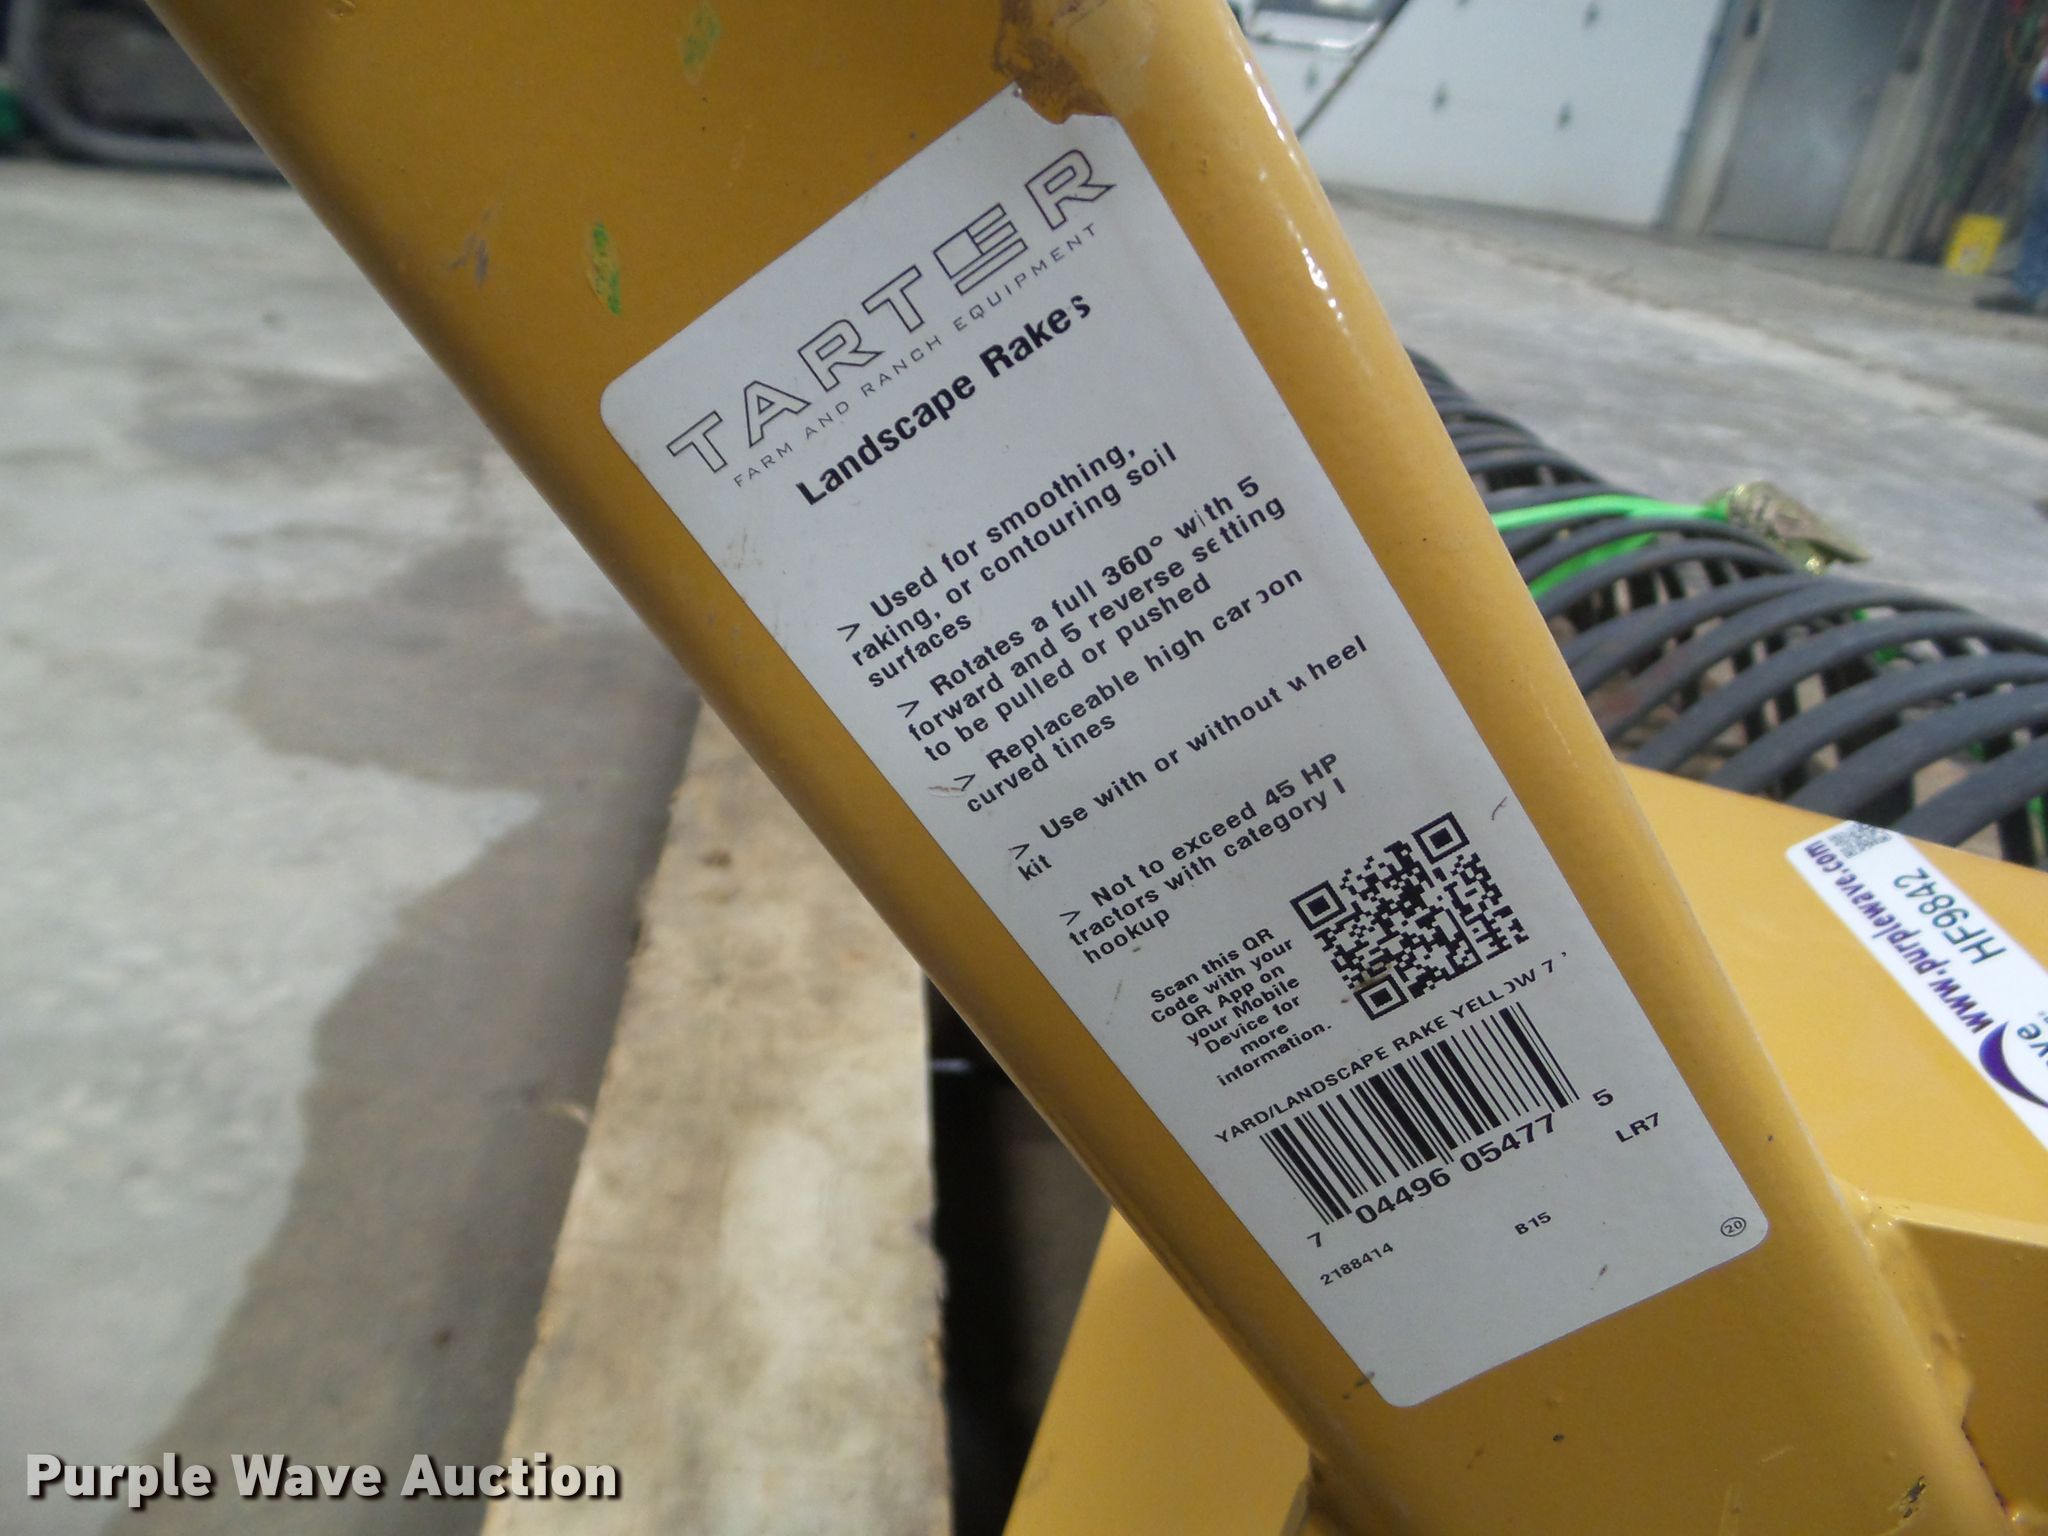 TARTER
FARM AND RANCH EQUIPMENT
Landscape Rakes
> Used for smoothing,
raking, or contouring soil
surfaces
> Rotates a full 360° with 5
forward and 5 reverse setting
to be pulled or pushed
> Replaceable high carbon
curved tines
> Use with or without wheel
kit
> Not to exceed 45 HP
tractors with category I
hookup
Scan this QR
Code with your
QR App on
your Mobile
Device for
more
information.
YARD/LANDSCAPE RAKE YELLOW 7'
7 04496 05477 5
LR7
2188414
B15
20
www.purplewave.com
HF9842
Purple Wave Auction